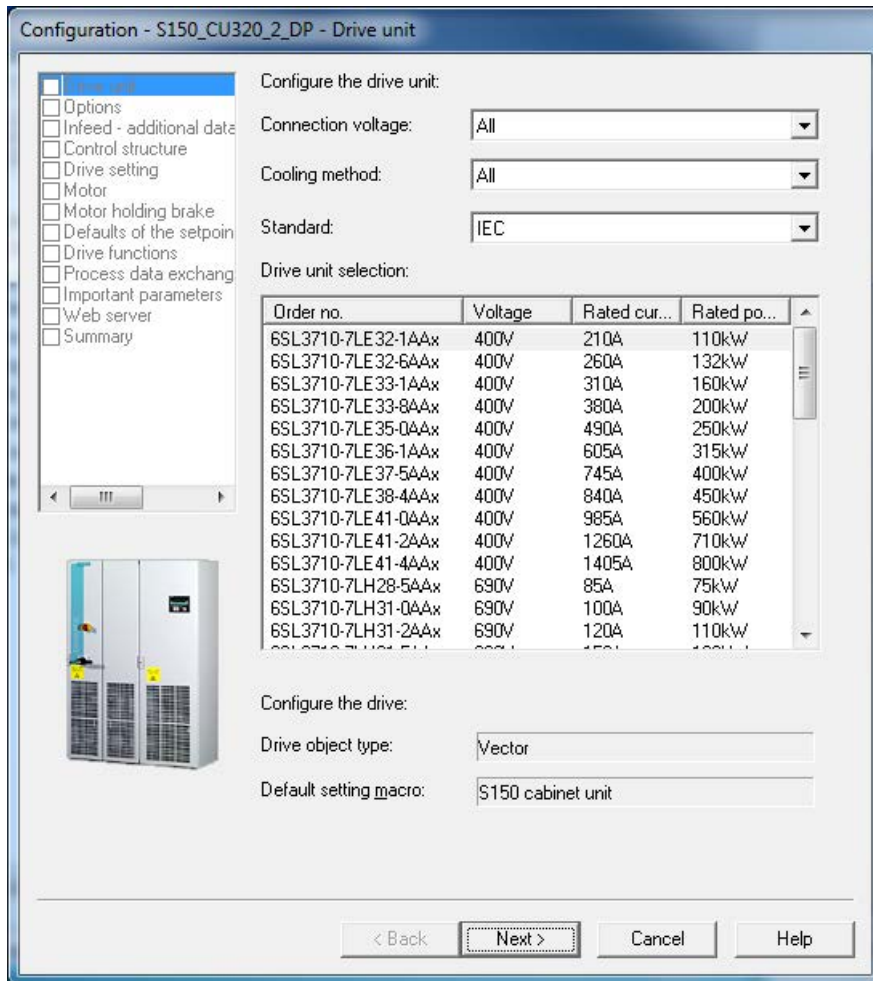 Configuration - S150_CU320_2_DP - Drive unit
Drive unit
Options
Infeed - additional data
Control structure
Drive setting
Motor
Motor holding brake
Defaults of the setpoin
Drive functions
Process data exchang
Important parameters
Web server
Summary
Configure the drive unit:
Connection voltage: All
Cooling method: All
Standard: IEC
Drive unit selection:
Order no. Voltage Rated cur... Rated po...
6SL3710-7LE32-1AAx 400V 210A 110kW
6SL3710-7LE32-6AAx 400V 260A 132kW
6SL3710-7LE33-1AAx 400V 310A 160kW
6SL3710-7LE33-8AAx 400V 380A 200kW
6SL3710-7LE35-0AAx 400V 490A 250kW
6SL3710-7LE36-1AAx 400V 605A 315kW
6SL3710-7LE37-5AAx 400V 745A 400kW
6SL3710-7LE38-4AAx 400V 840A 450kW
6SL3710-7LE41-0AAx 400V 985A 560kW
6SL3710-7LE41-2AAx 400V 1260A 710kW
6SL3710-7LE41-4AAx 400V 1405A 800kW
6SL3710-7LH28-5AAx 690V 85A 75kW
6SL3710-7LH31-0AAx 690V 100A 90kW
6SL3710-7LH31-2AAx 690V 120A 110kW
Configure the drive:
Drive object type: Vector
Default setting macro: S150 cabinet unit
< Back Next > Cancel Help